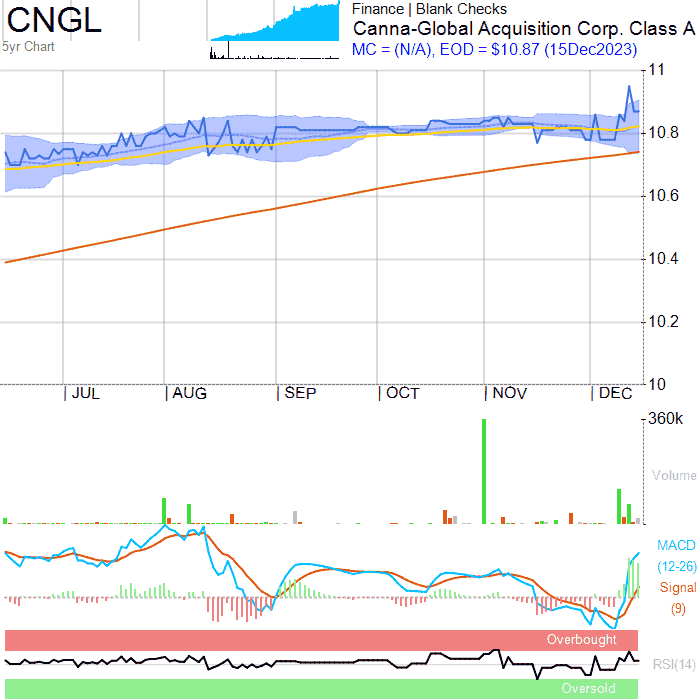 CNGL
5yr Chart
Finance | Blank Checks
Canna-Global Acquisition Corp. Class A
MC = (N/A), EOD = $10.87 (15Dec2023)
11
10.8
10.6
10.4
10.2
10
JUL
AUG
SEP
OCT
NOV
DEC
360k
Volume
MACD
(12-26)
Signal
(9)
Overbought
RSI(14)
Oversold